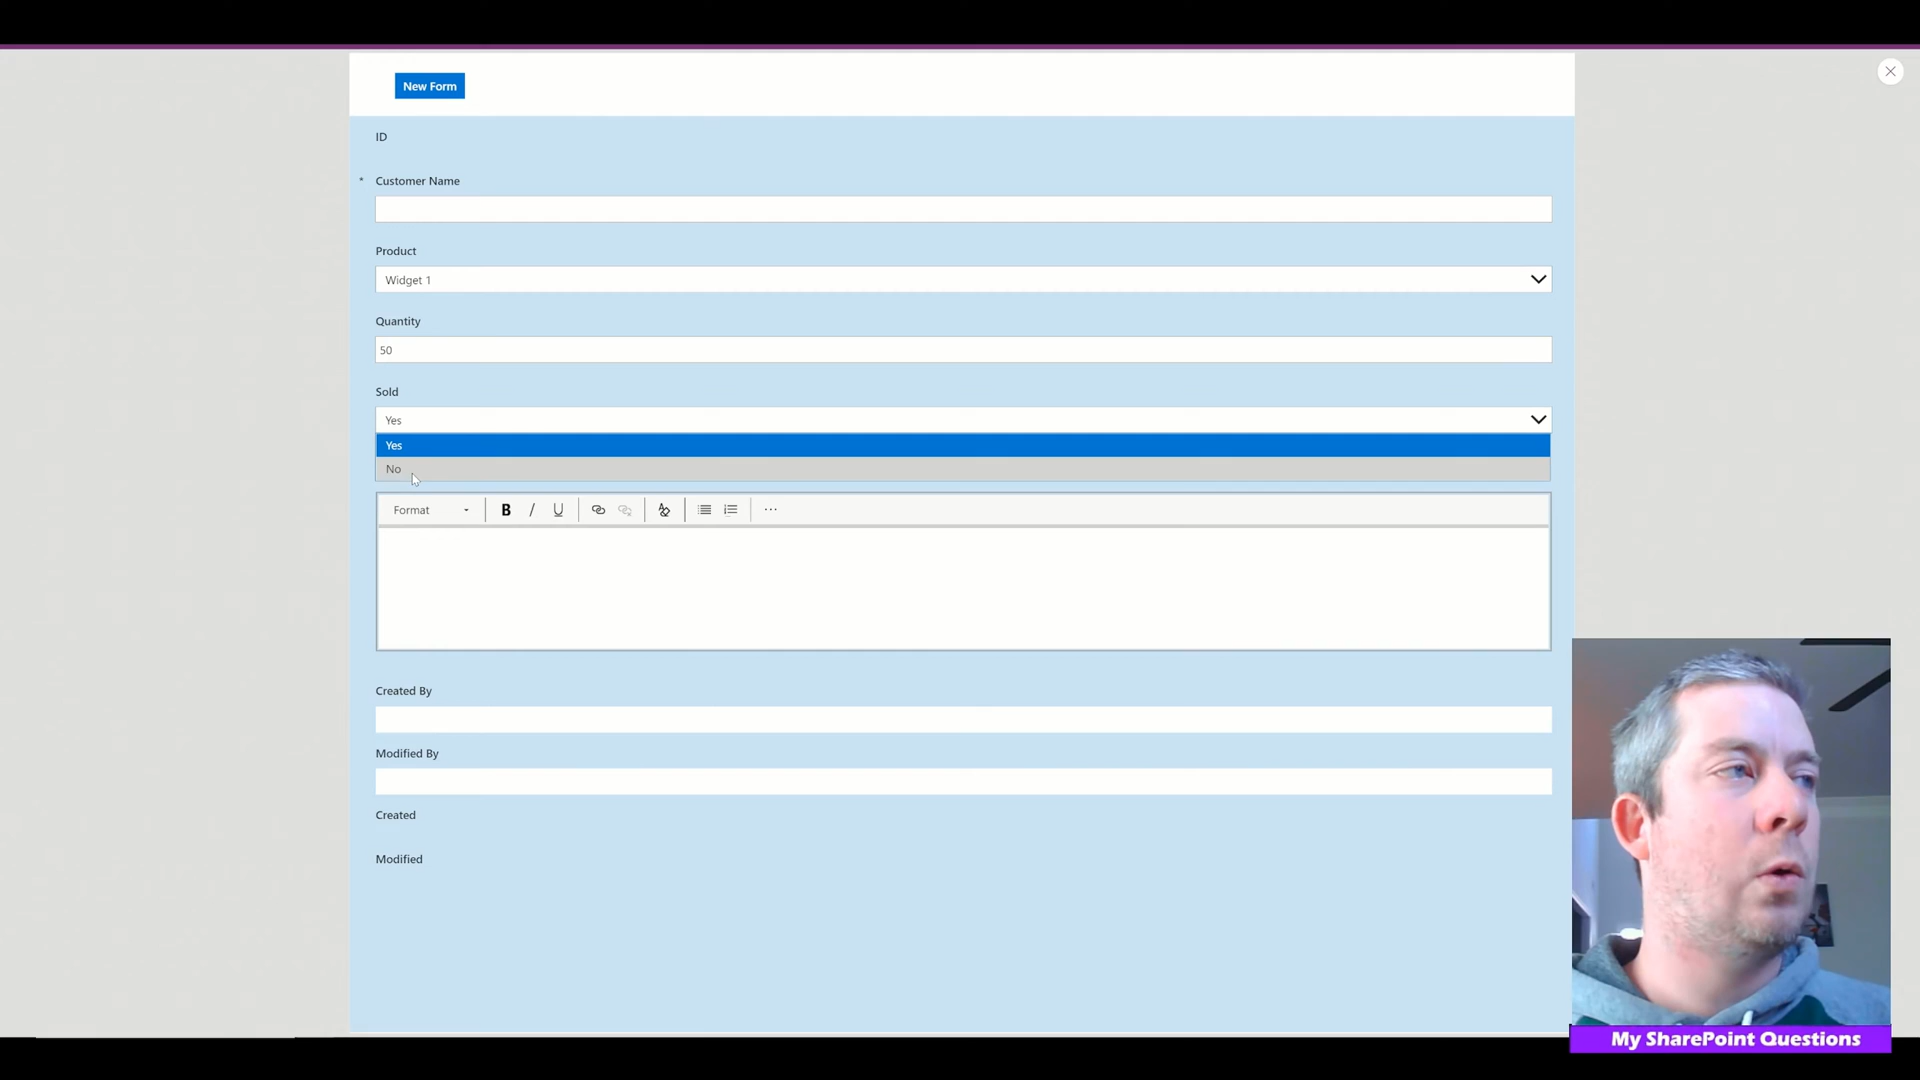 New Form
ID
* Customer Name
Product
Widget 1
Quantity
50
Sold
Yes
Yes
No
Format B / U ...
Created By
Modified By
Created
Modified
My SharePoint Questions